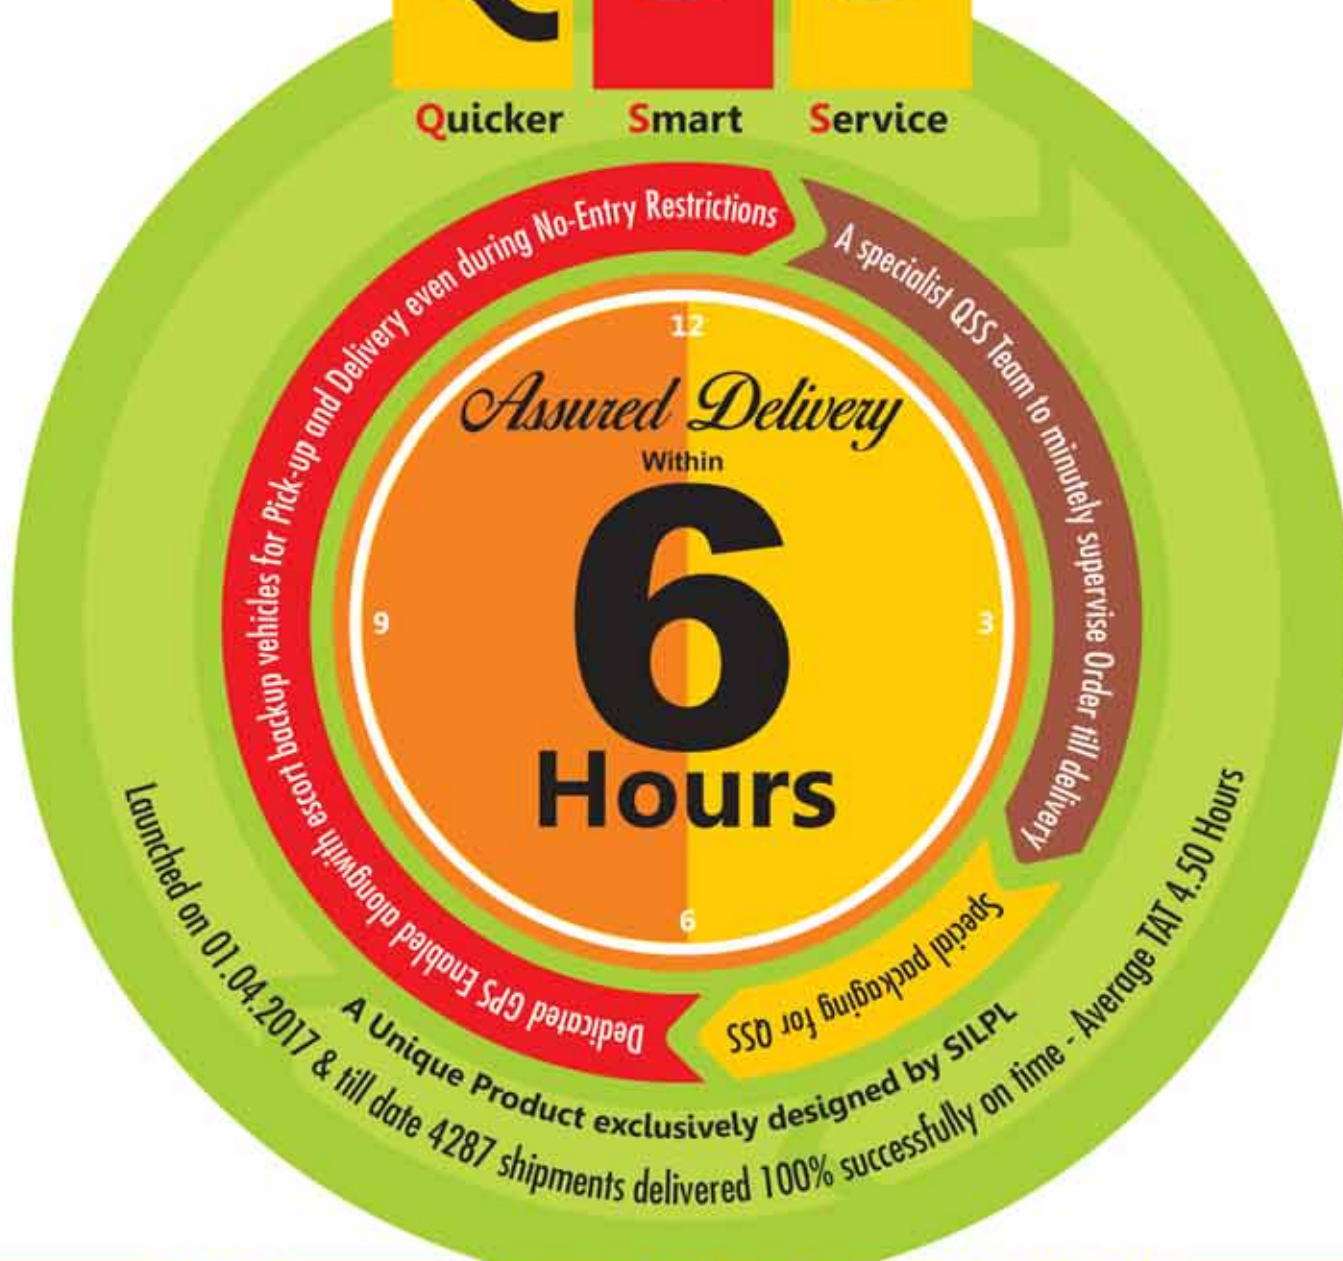 Quicker Smart Service
Dedicated GPS Enabled alongwith escort backup vehicles for Pick-up and Delivery even during No-Entry Restrictions
A specialist QSS Team to minutely supervise Order till delivery
Special packaging for QSS
12
Assured Delivery
Within
6
Hours
9
3
6
A Unique Product exclusively designed by SILPL
Launched on 01.04.2017 & till date 4287 shipments delivered 100% successfully on time - Average TAT 4.50 Hours